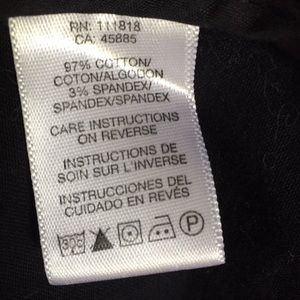 RN: 111818
CA: 45885
97% COTTON/
COTON/ALGODON
3% SPANDEX/
SPANDEX/SPANDEX
CARE INSTRUCTIONS
ON REVERSE
INSTRUCTIONS DE
SOIN SUR L'INVERSE
INSTRUCCIONES DEL
CUIDADO EN REVÉS
30C P